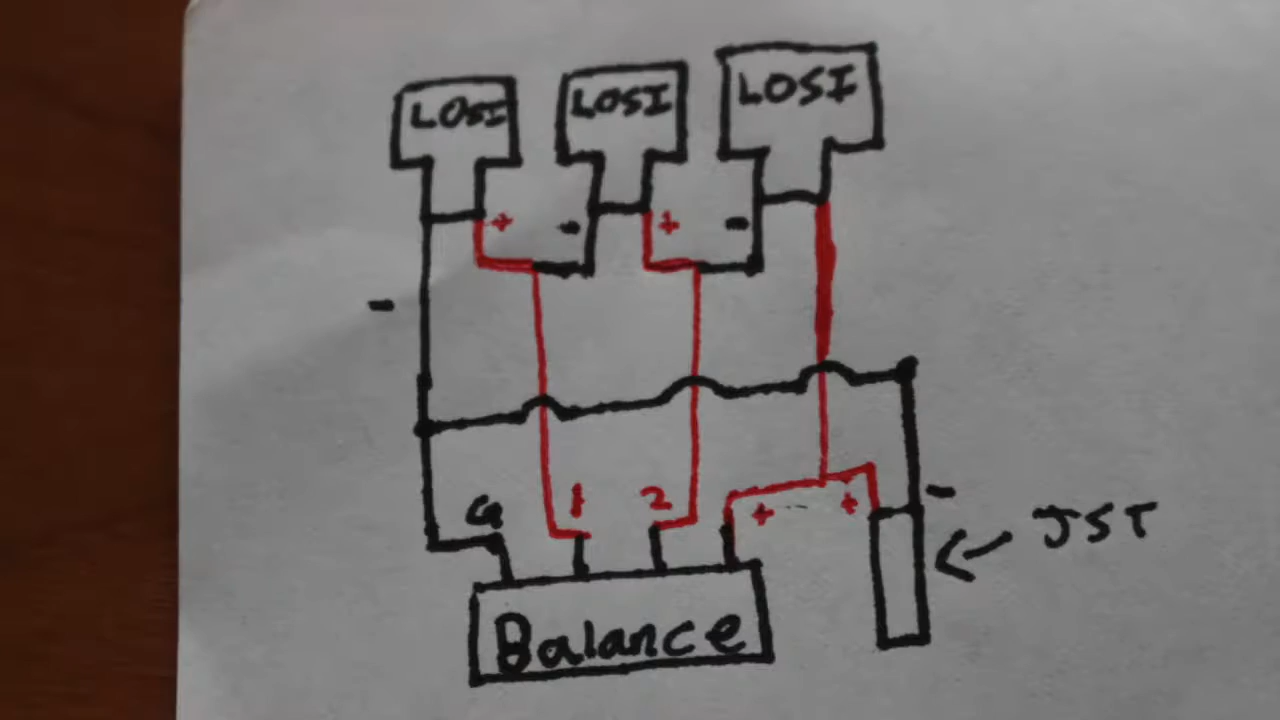 LOSI LOSI LOSI
+ - + -
-
G 1 2 + + -
JST
Balance